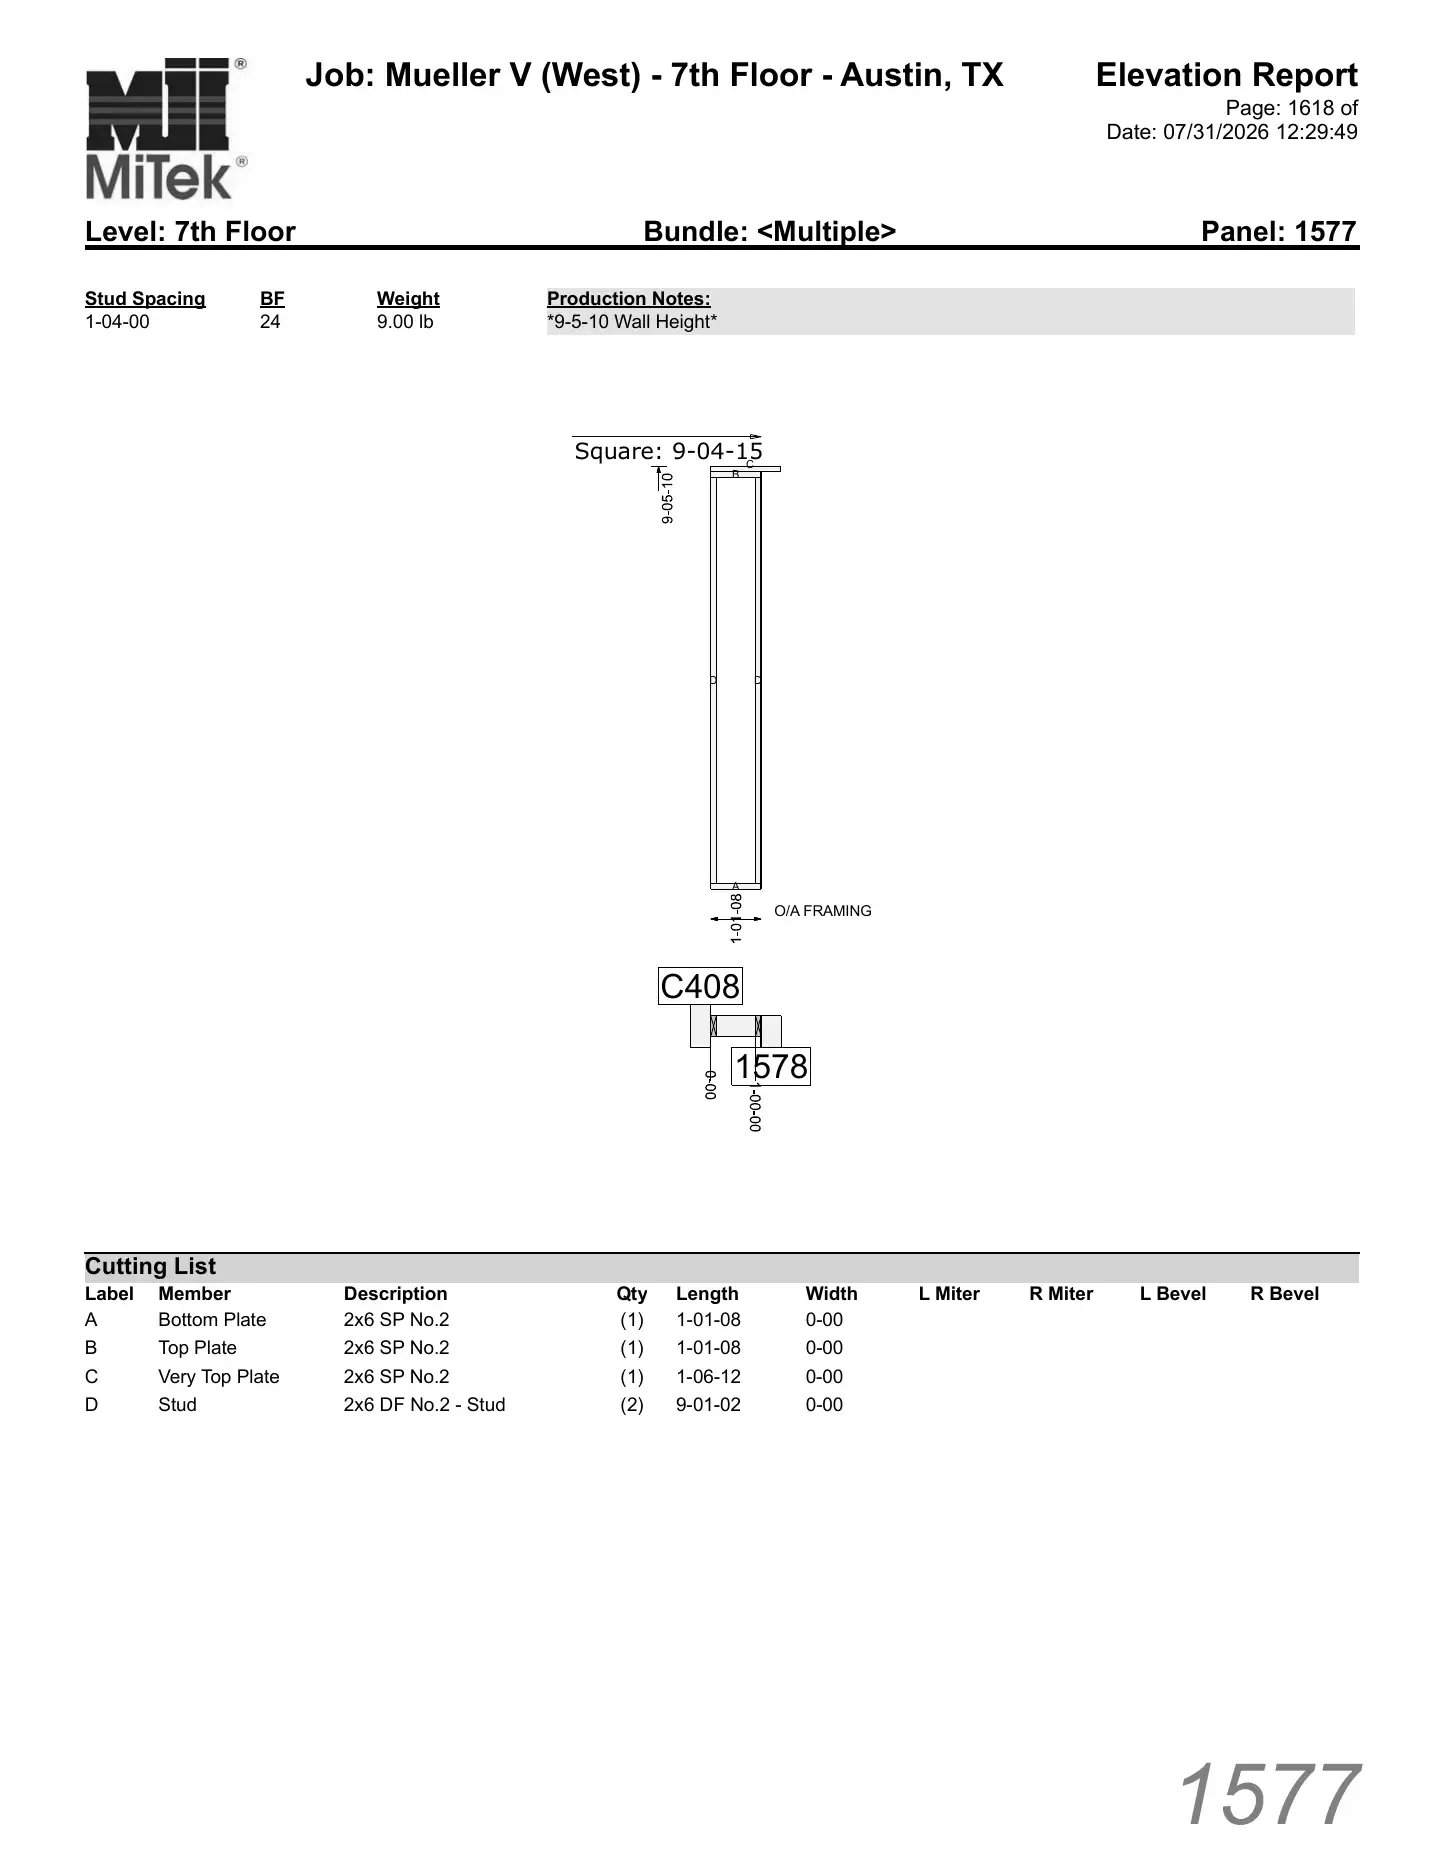 Job: Mueller V (West) - 7th Floor - Austin, TX
Elevation Report
Page: 1618 of
Date: 07/31/2026 12:29:49
MiTek®
Level: 7th Floor Bundle: <Multiple> Panel: 1577
Stud Spacing BF Weight Production Notes:
1-04-00 24 9.00 lb *9-5-10 Wall Height*
Square: 9-04-15
C
B
9-05-10
D D
A
1-01-08
O/A FRAMING
C408
1578
0-00
1-00-00
Cutting List
Label Member Description Qty Length Width L Miter R Miter L Bevel R Bevel
A Bottom Plate 2x6 SP No.2 (1) 1-01-08 0-00
B Top Plate 2x6 SP No.2 (1) 1-01-08 0-00
C Very Top Plate 2x6 SP No.2 (1) 1-06-12 0-00
D Stud 2x6 DF No.2 - Stud (2) 9-01-02 0-00
1577